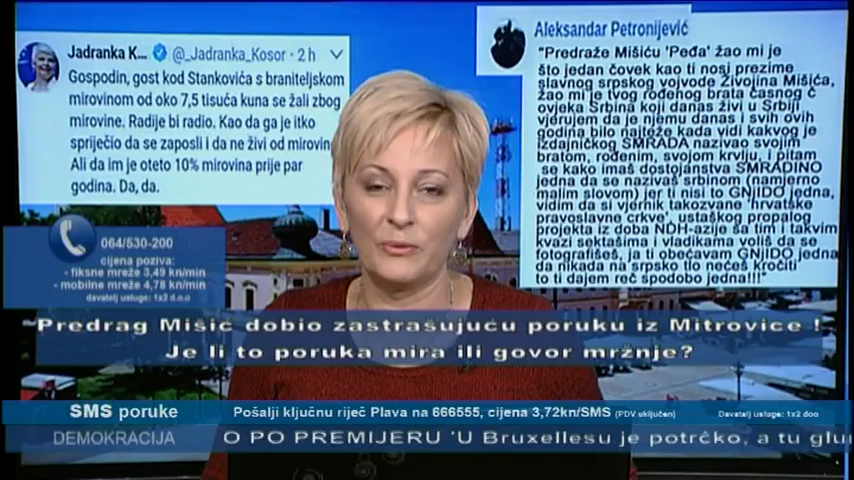 Jadranka K...
@_Jadranka_Kosor · 2 h
Gospodin, gost kod Stankovića s braniteljskom
mirovinom od oko 7,5 tisuća kuna se žali zbog
mirovine. Radije bi radio. Kao da ga je itko
spriječio da se zaposli i da ne živi od mirovin
Ali da im je oteto 10% mirovina prije par
godina. Da, da.
Aleksandar Petronijević
"Predraže Mišiću 'Peđa' žao mi je
što jedan čovek kao ti nosi prezime
slavnog srpskog vojvode Živojina Mišića,
žao mi je tvog rođenog brata časnog č
ovjeka Srbina koji danas živi u Srbiji
vjerujem da je njemu danas i svih ovih
godina bilo najteže kada vidi kakvog je
izdajničkog SMRADA nazivao svojim
bratom, rođenim, svojom krvlju, i pitam
se kako imaš dostojanstva SMRADINO
jedna da se nazivaš srbinom (namjerno
malim slovom) jer ti nisi to GNJIDO jedna,
vidim da si vjernik takozvane 'hrvatske
pravoslavne crkve', ustaškog propalog
projekta iz doba NDH-azije ša tim i takvim
kvazi sektašima i vladikama voliš da se
fotografišeš, ja ti obećavam GNJIDO jedna
da nikada na srpsko tlo nećeš kročiti
to ti dajem reč spodobo jedna!!!"
064/530-200
cijena poziva:
- fiksne mreže 3,49 kn/min
- mobilne mreže 4,78 kn/min
davatelj usluge: 1x2 d.o.o
Predrag Mišić dobio zastrašujuću poruku iz Mitrovice !
Je li to poruka mira ili govor mržnje?
SMS poruke
Pošalji ključnu riječ Plava na 666555, cijena 3,72kn/SMS (PDV uključen)
Davatelj usluge: 1x2 doo
DEMOKRACIJA
O PO PREMIJERU 'U Bruxellesu je potrčko, a tu glu